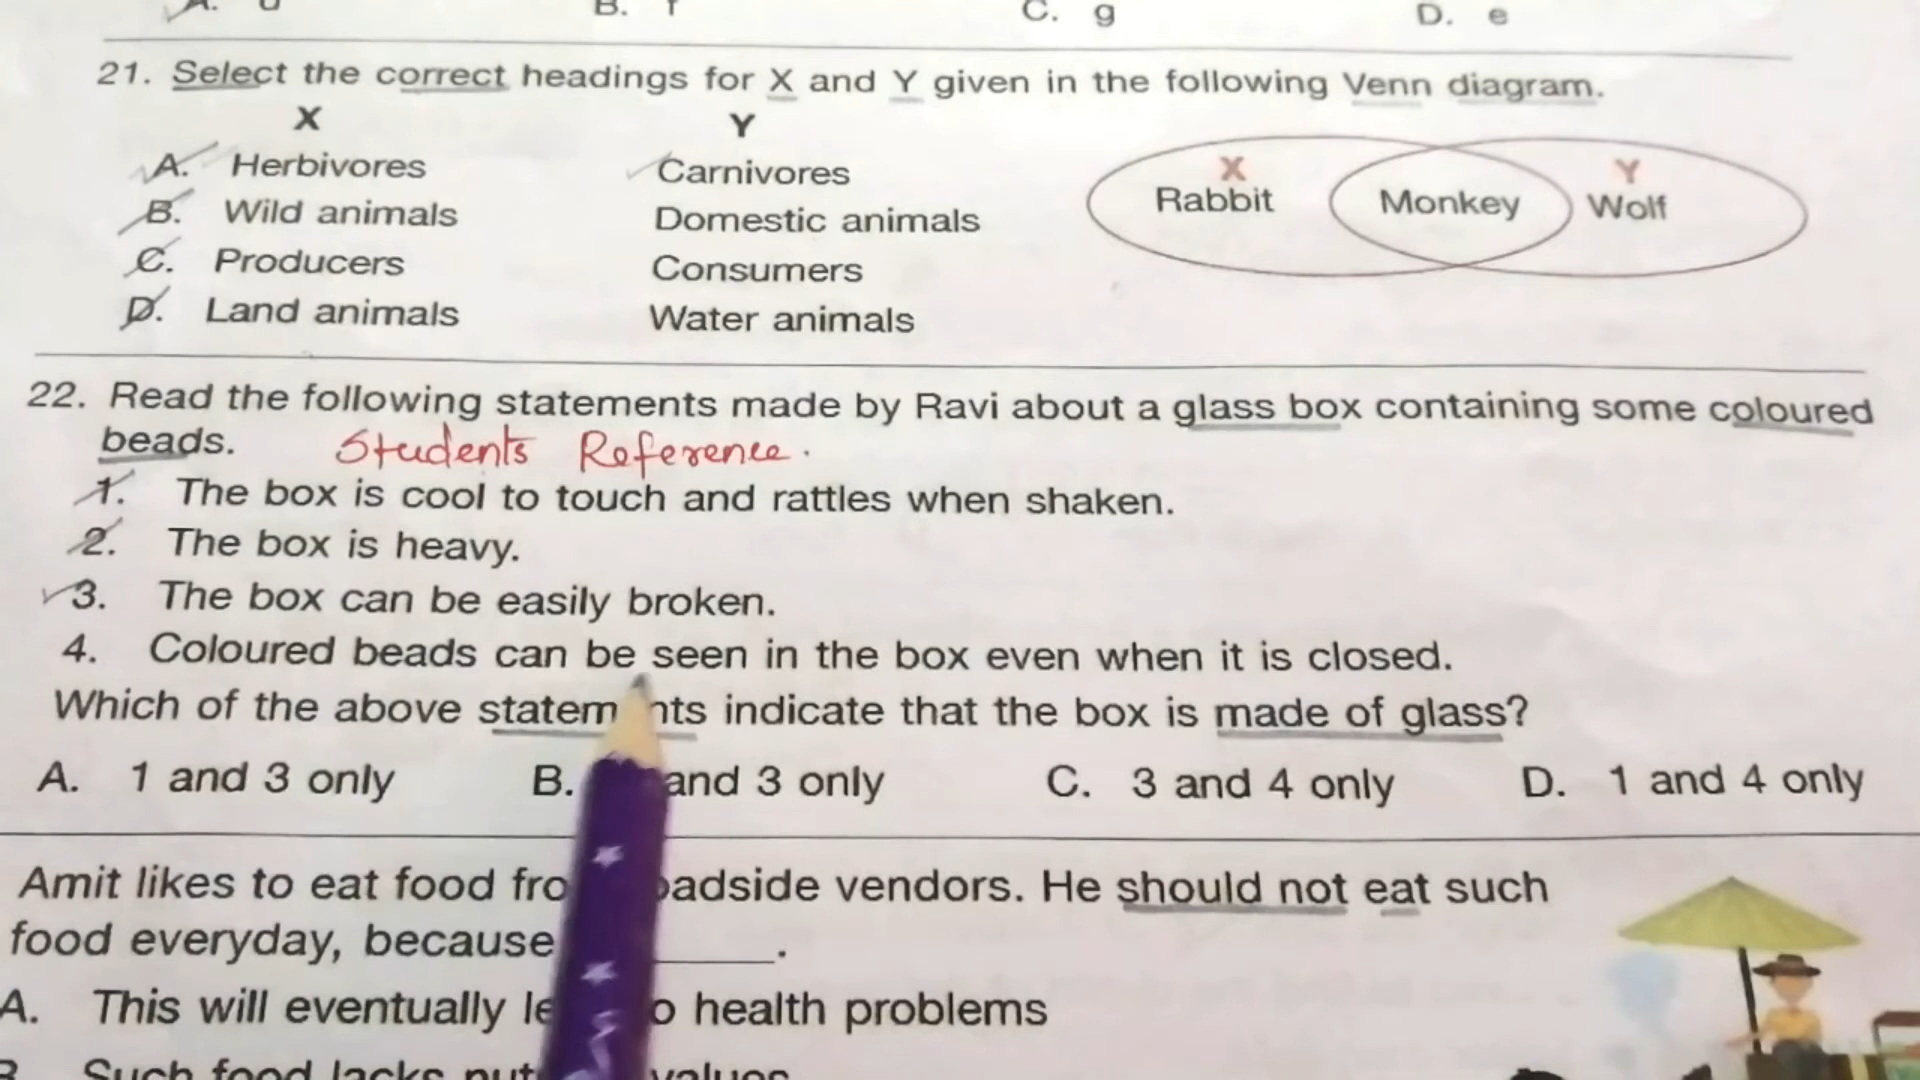 B. f C. g D. e
21. Select the correct headings for X and Y given in the following Venn diagram.
X Y
A. Herbivores Carnivores
B. Wild animals Domestic animals
C. Producers Consumers
D. Land animals Water animals
X Y
Rabbit Monkey Wolf
22. Read the following statements made by Ravi about a glass box containing some coloured
beads. Students Reference.
1. The box is cool to touch and rattles when shaken.
2. The box is heavy.
3. The box can be easily broken.
4. Coloured beads can be seen in the box even when it is closed.
Which of the above indicate that the box is made of glass?
A. 1 and 3 only B. and 3 only C. 3 and 4 only D. 1 and 4 only
Amit likes to eat food vendors. He should not eat such
food everyday, because ______.
A. This will eventually health problems
Such food lacks values